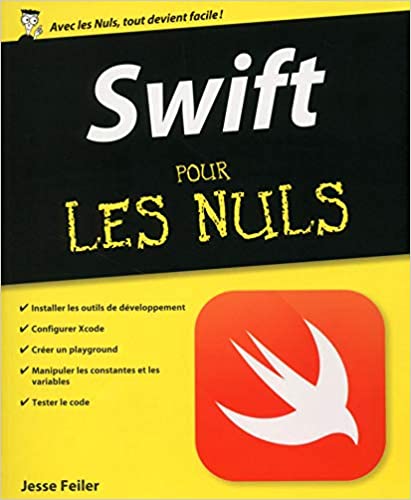 Avec les Nuls, tout devient facile !
Swift
POUR
LES NULS
✓ Installer les outils de développement
✓ Configurer Xcode
✓ Créer un playground
✓ Manipuler les constantes et les
variables
✓ Tester le code
Jesse Feiler